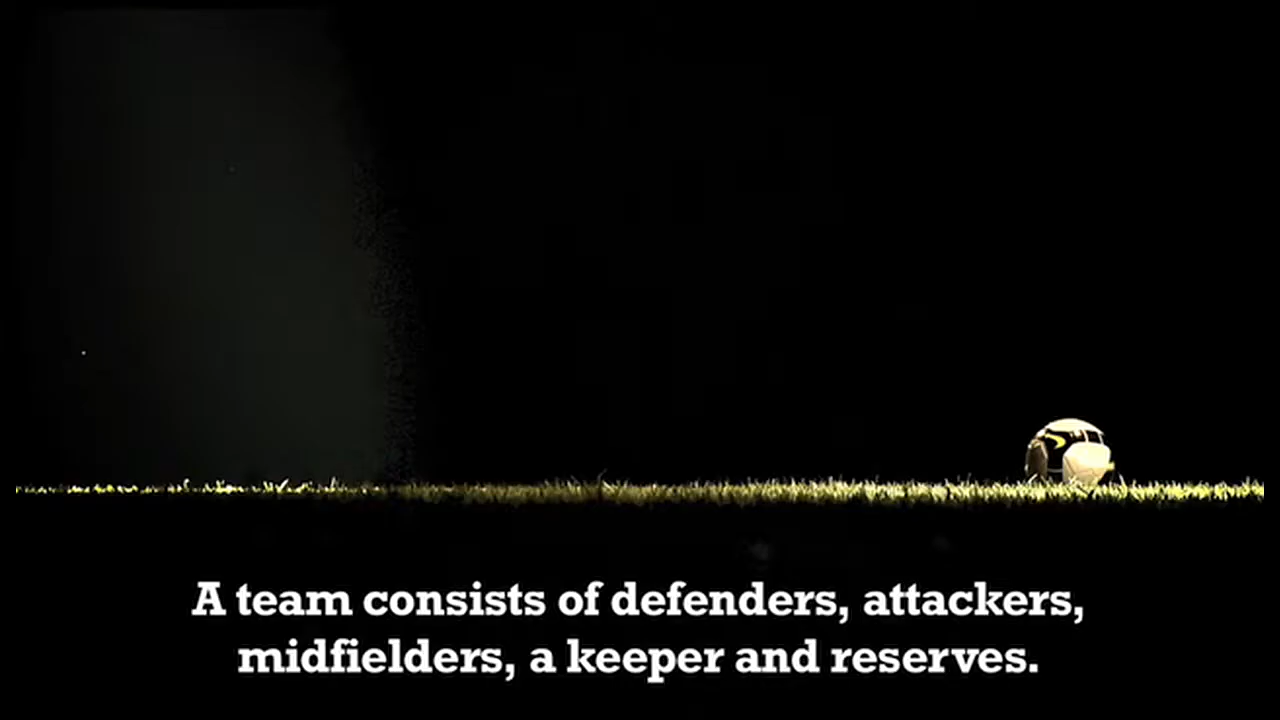 A team consists of defenders, attackers,
midfielders, a keeper and reserves.